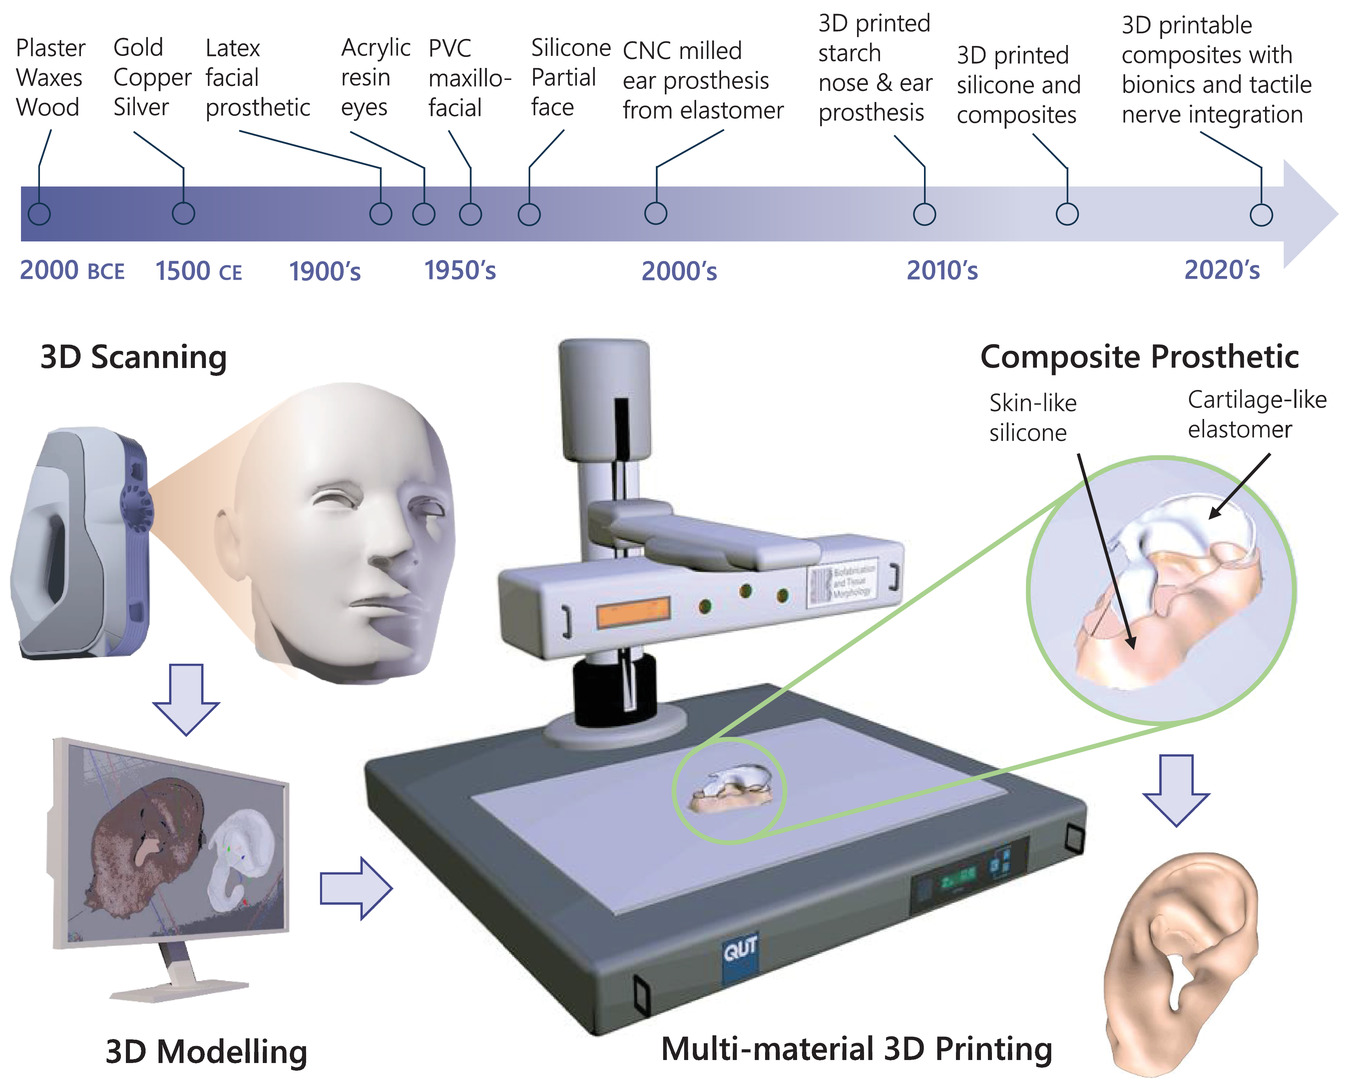 Plaster
Waxes
Wood
Gold
Copper
Silver
Latex
facial
prosthetic
Acrylic
resin
eyes
PVC
maxillo-
facial
Silicone
Partial
face
CNC milled
ear prosthesis
from elastomer
3D printed
starch
nose & ear
prosthesis
3D printed
silicone and
composites
3D printable
composites with
bionics and tactile
nerve integration
2000 BCE
1500 CE
1900's
1950's
2000's
2010's
2020's
3D Scanning
Composite Prosthetic
Skin-like
silicone
Cartilage-like
elastomer
Biofabrication
and Tissue
Morphology
QUT
3D Modelling
Multi-material 3D Printing